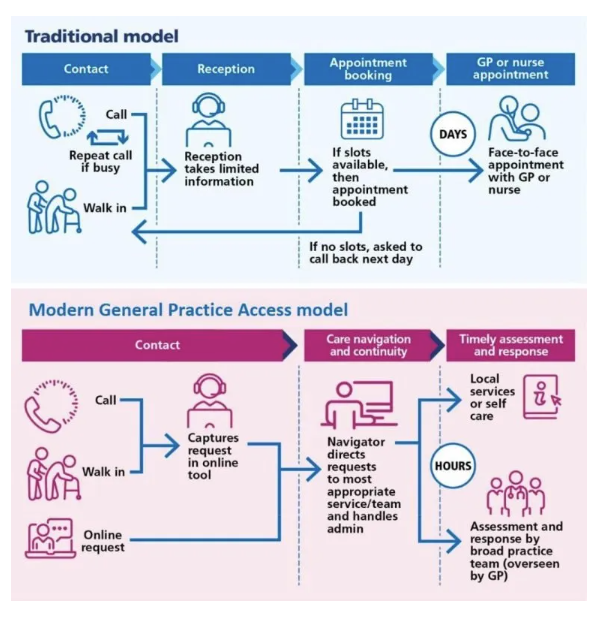 Traditional model
Contact
Reception
Appointment
booking
GP or nurse
appointment
Call
Repeat call
if busy
Walk in
Reception
takes limited
information
If slots
available,
then
appointment
booked
DAYS
Face-to-face
appointment
with GP or
nurse
If no slots, asked to
call back next day
Modern General Practice Access model
Contact
Care navigation
and continuity
Timely assessment
and response
Call
Walk in
Online
request
Captures
request
in online
tool
Navigator
directs
requests
to most
appropriate
service/team
and handles
admin
HOURS
Local
services
or self
care
Assessment and
response by
broad practice
team (overseen
by GP)